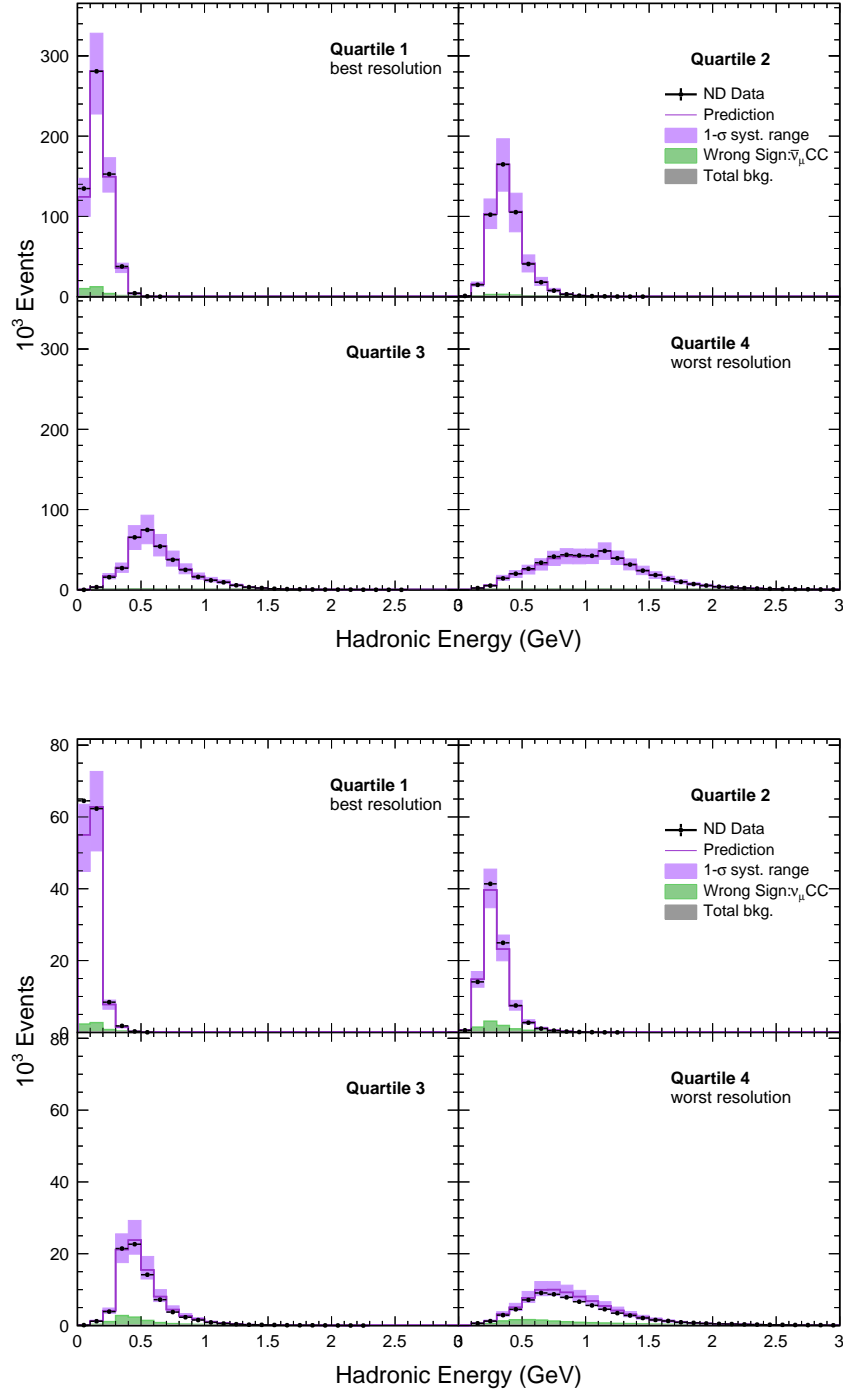 Quartile 1
best resolution
Quartile 2
ND Data
Prediction
1-σ syst. range
Wrong Sign:ν̅μCC
Total bkg.
300
200
100
0
10³ Events
Quartile 3
Quartile 4
worst resolution
300
200
100
0
0 0.5 1 1.5 2 2.5 3
0 0.5 1 1.5 2 2.5 3
Hadronic Energy (GeV)
80
60
40
20
0
Quartile 1
best resolution
Quartile 2
ND Data
Prediction
1-σ syst. range
Wrong Sign:νμCC
Total bkg.
10³ Events
80
60
40
20
0
Quartile 3
Quartile 4
worst resolution
0 0.5 1 1.5 2 2.5 3
0 0.5 1 1.5 2 2.5 3
Hadronic Energy (GeV)